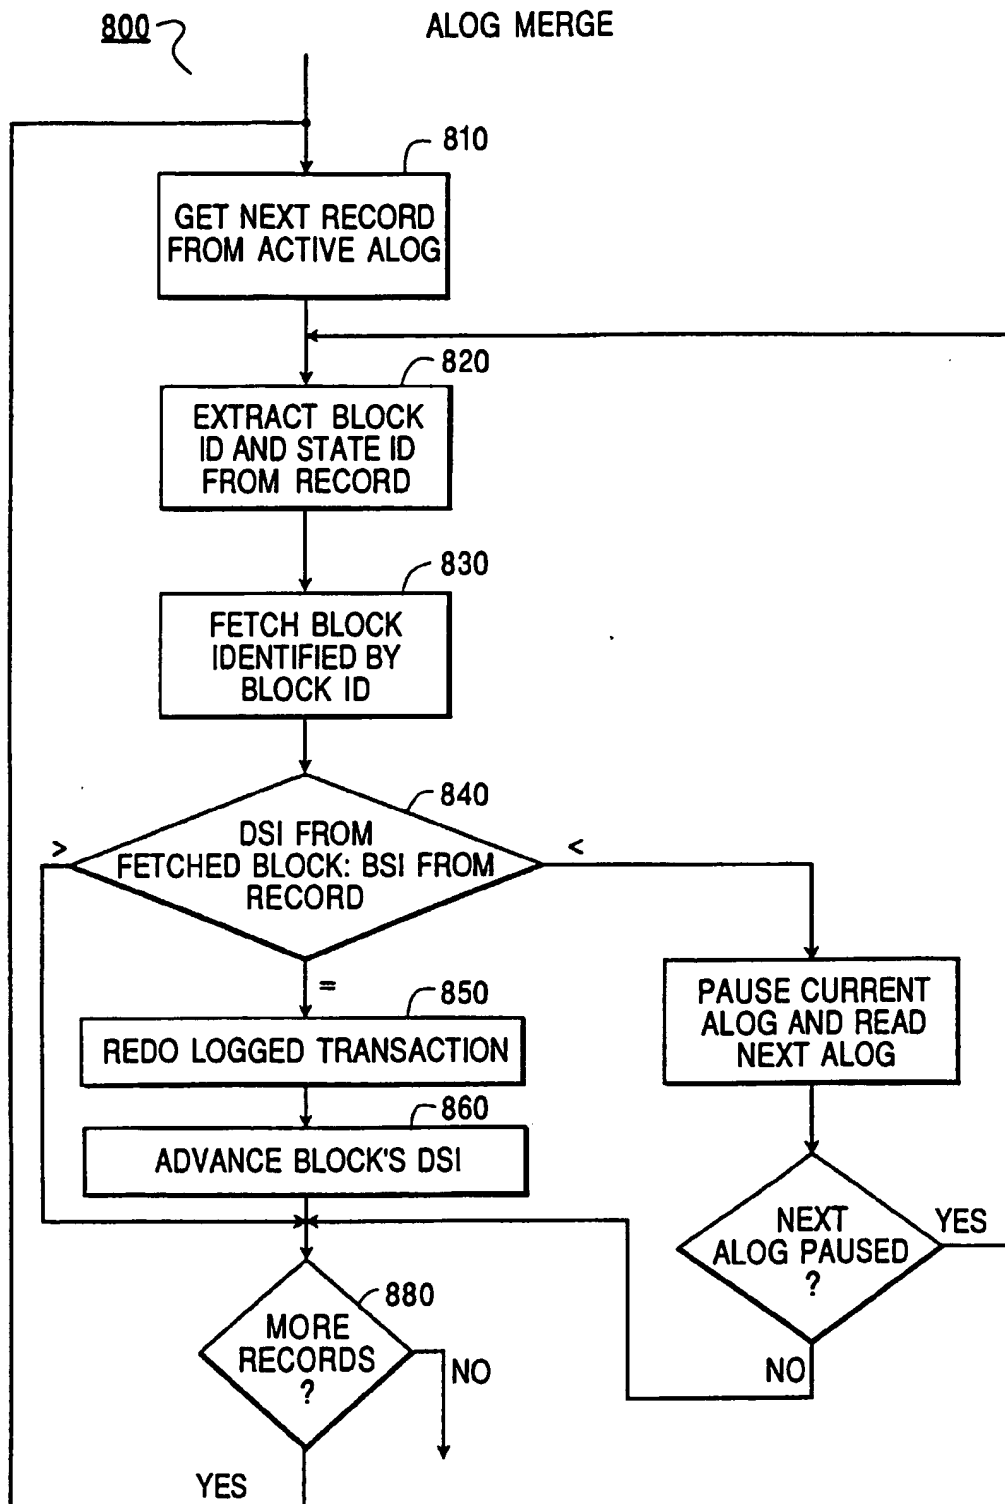 800
ALOG MERGE
810
GET NEXT RECORD
FROM ACTIVE ALOG
820
EXTRACT BLOCK
ID AND STATE ID
FROM RECORD
830
FETCH BLOCK
IDENTIFIED BY
BLOCK ID
840
>
DSI FROM
FETCHED BLOCK: BSI FROM
RECORD
<
=
850
REDO LOGGED TRANSACTION
PAUSE CURRENT
ALOG AND READ
NEXT ALOG
860
ADVANCE BLOCK'S DSI
NEXT
ALOG PAUSED
?
YES
880
MORE
RECORDS
?
NO
NO
YES